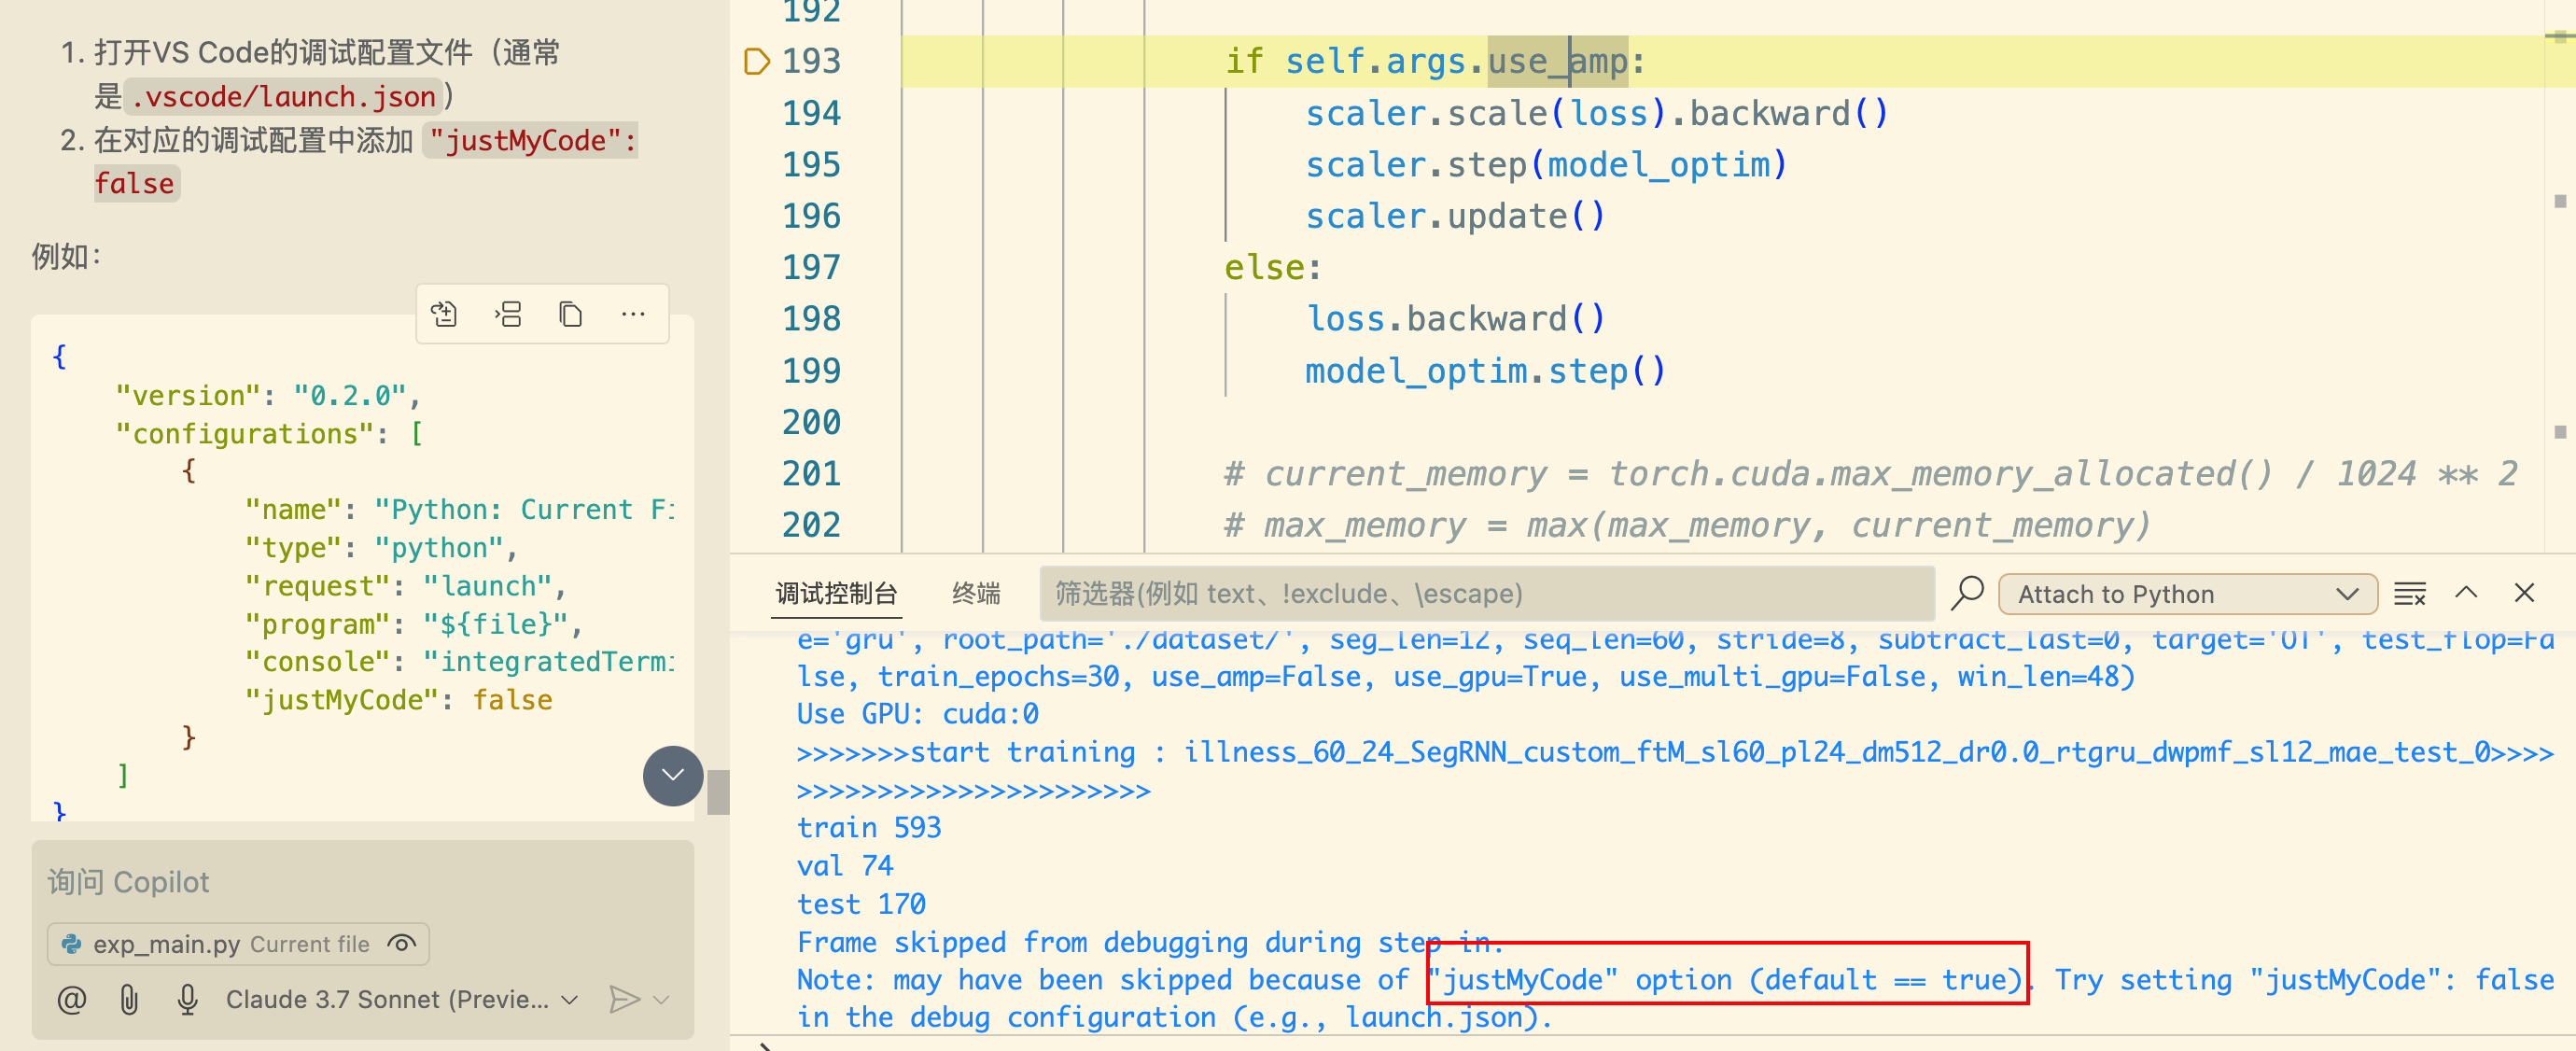 1. 打开VS Code的调试配置文件（通常
是.vscode/launch.json）
2. 在对应的调试配置中添加 "justMyCode":
false
例如：
{
"version": "0.2.0",
"configurations": [
{
"name": "Python: Current Fi
"type": "python",
"request": "launch",
"program": "${file}",
"console": "integratedTermi
"justMyCode": false
}
]
}
询问 Copilot
exp_main.py Current file
Claude 3.7 Sonnet (Previe...
192
193 if self.args.use_amp:
194 scaler.scale(loss).backward()
195 scaler.step(model_optim)
196 scaler.update()
197 else:
198 loss.backward()
199 model_optim.step()
200
201 # current_memory = torch.cuda.max_memory_allocated() / 1024 ** 2
202 # max_memory = max(max_memory, current_memory)
调试控制台 终端 筛选器(例如 text、!exclude、\escape) Attach to Python
e='gru', root_path='./dataset/', seg_len=12, seq_len=60, stride=8, subtract_last=0, target='OT', test_flop=Fa
lse, train_epochs=30, use_amp=False, use_gpu=True, use_multi_gpu=False, win_len=48)
Use GPU: cuda:0
>>>>>>>start training : illness_60_24_SegRNN_custom_ftM_sl60_pl24_dm512_dr0.0_rtgru_dwpmf_sl12_mae_test_0>>>>
>>>>>>>>>>>>>>>>>>>>>>
train 593
val 74
test 170
Frame skipped from debugging during step in.
Note: may have been skipped because of "justMyCode" option (default == true). Try setting "justMyCode": false
in the debug configuration (e.g., launch.json).